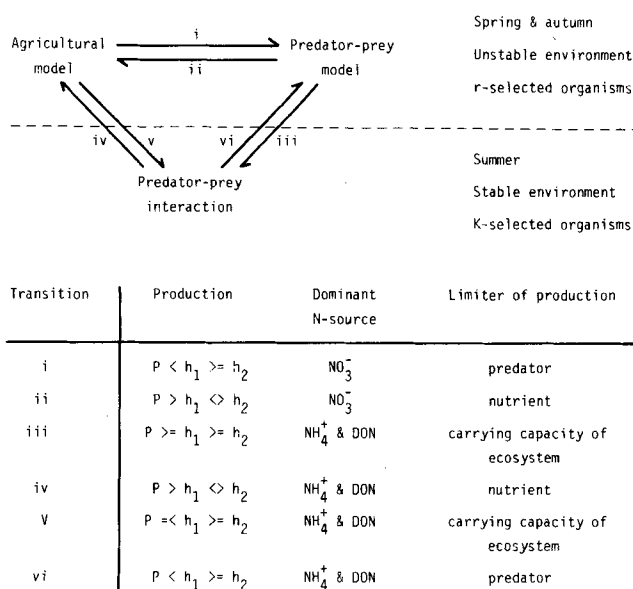 Agricultural model
i
ii
Predator-prey model
Spring & autumn
Unstable environment
r-selected organisms
iv
v
vi
iii
Predator-prey interaction
Summer
Stable environment
K-selected organisms
Transition Production Dominant N-source Limiter of production
i P < h1 >= h2 NO3- predator
ii P > h1 <> h2 NO3- nutrient
iii P >= h1 >= h2 NH4+ & DON carrying capacity of ecosystem
iv P > h1 <> h2 NH4+ & DON nutrient
V P =< h1 >= h2 NH4+ & DON carrying capacity of ecosystem
vi P < h1 >= h2 NH4+ & DON predator